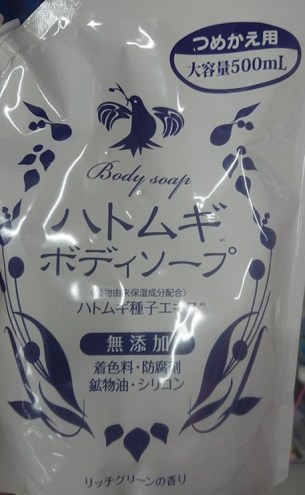 つめかえ用
大容量500mL
Body soap
ハトムギ
ボディソープ
〈植物由来保湿成分配合〉
ハトムギ種子エキス
無添加
着色料・防腐剤
鉱物油・シリコン
リッチグリーンの香り